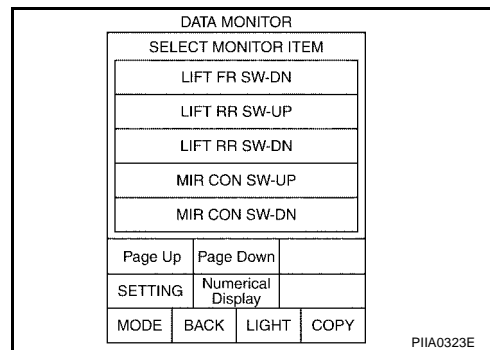 DATA MONITOR
SELECT MONITOR ITEM
LIFT FR SW-DN
LIFT RR SW-UP
LIFT RR SW-DN
MIR CON SW-UP
MIR CON SW-DN
Page Up Page Down
SETTING Numerical
Display
MODE BACK LIGHT COPY
PIIA0323E